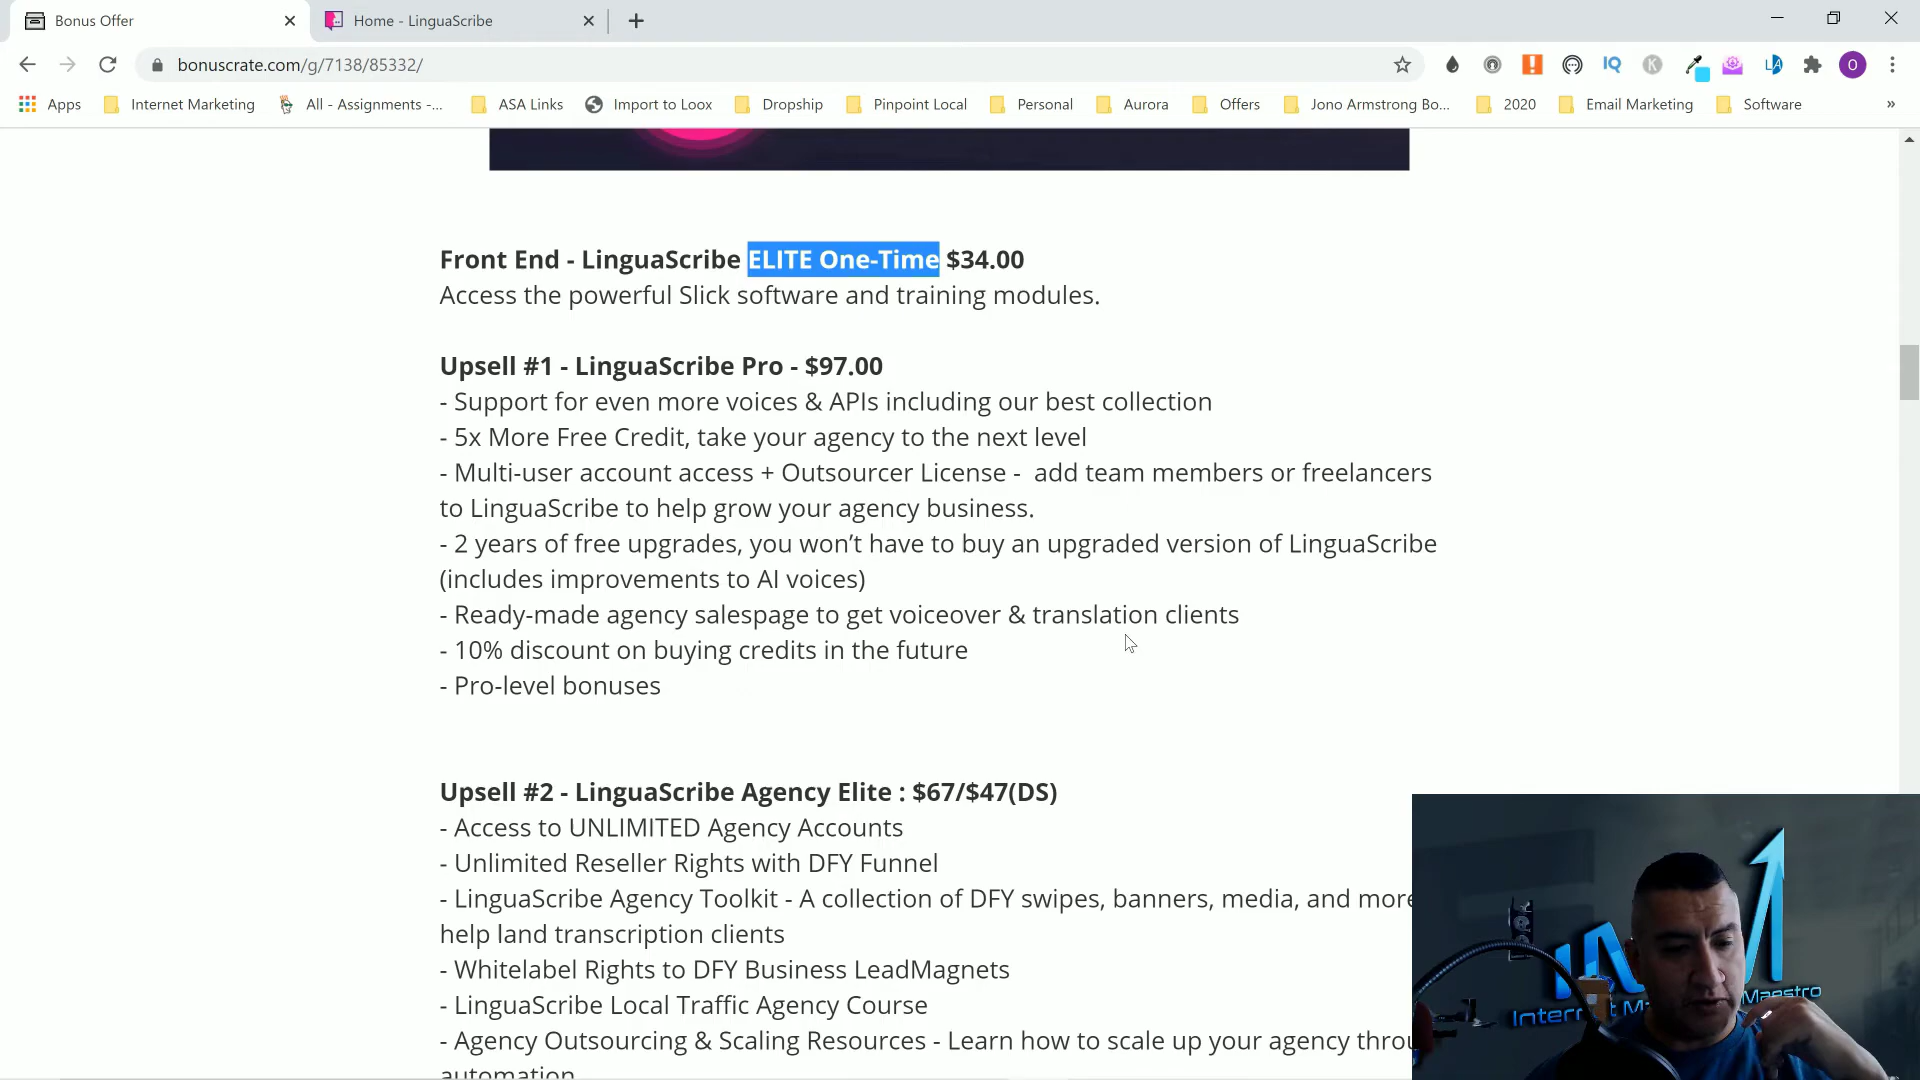 Bonus Offer
Home - LinguaScribe
bonuscrate.com/g/7138/85332/
IQ
K
O
Apps
Internet Marketing
All - Assignments -...
ASA Links
Import to Loox
Dropship
Pinpoint Local
Personal
Aurora
Offers
Jono Armstrong Bo...
2020
Email Marketing
Software
»
Front End - LinguaScribe ELITE One-Time $34.00
Access the powerful Slick software and training modules.
Upsell #1 - LinguaScribe Pro - $97.00
- Support for even more voices & APIs including our best collection
- 5x More Free Credit, take your agency to the next level
- Multi-user account access + Outsourcer License -  add team members or freelancers
to LinguaScribe to help grow your agency business.
- 2 years of free upgrades, you won’t have to buy an upgraded version of LinguaScribe
(includes improvements to AI voices)
- Ready-made agency salespage to get voiceover & translation clients
- 10% discount on buying credits in the future
- Pro-level bonuses
Upsell #2 - LinguaScribe Agency Elite : $67/$47(DS)
- Access to UNLIMITED Agency Accounts
- Unlimited Reseller Rights with DFY Funnel
- LinguaScribe Agency Toolkit - A collection of DFY swipes, banners, media, and more
help land transcription clients
- Whitelabel Rights to DFY Business LeadMagnets
- LinguaScribe Local Traffic Agency Course
- Agency Outsourcing & Scaling Resources - Learn how to scale up your agency throu
automation
Maestro